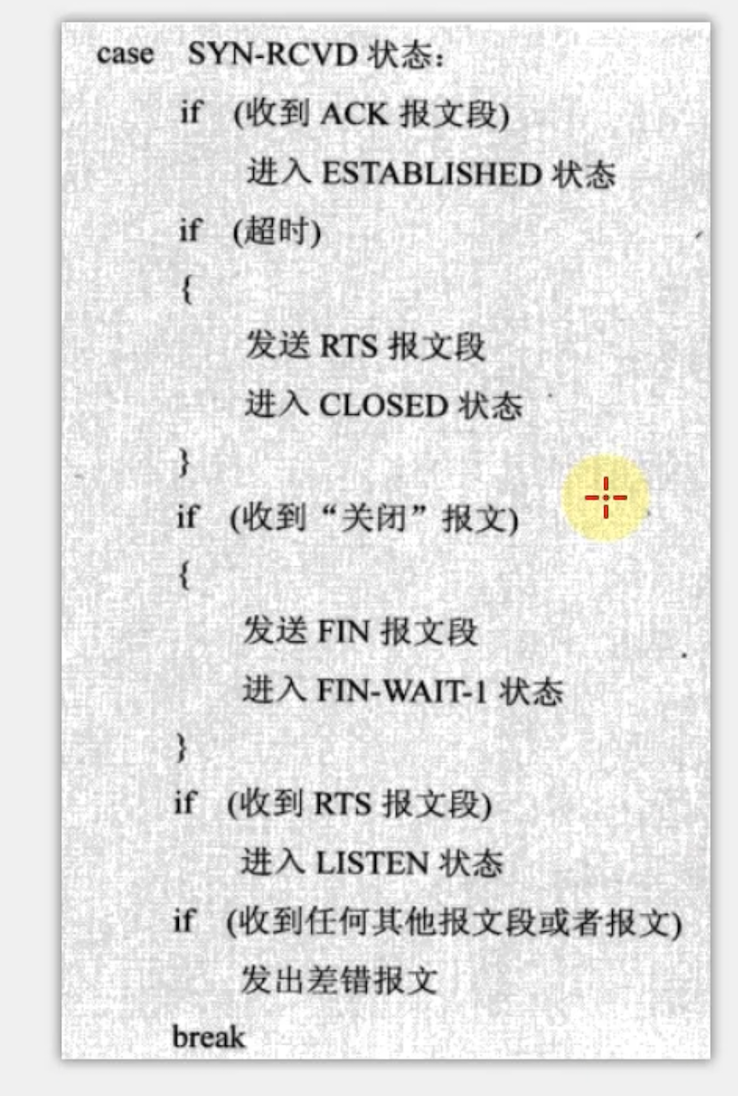 case SYN-RCVD 状态：
if (收到 ACK 报文段)
进入 ESTABLISHED 状态
if (超时)
{
发送 RTS 报文段
进入 CLOSED 状态
}
if (收到“关闭”报文)
{
发送 FIN 报文段
进入 FIN-WAIT-1 状态
}
if (收到 RTS 报文段)
进入 LISTEN 状态
if (收到任何其他报文段或者报文)
发出差错报文
break